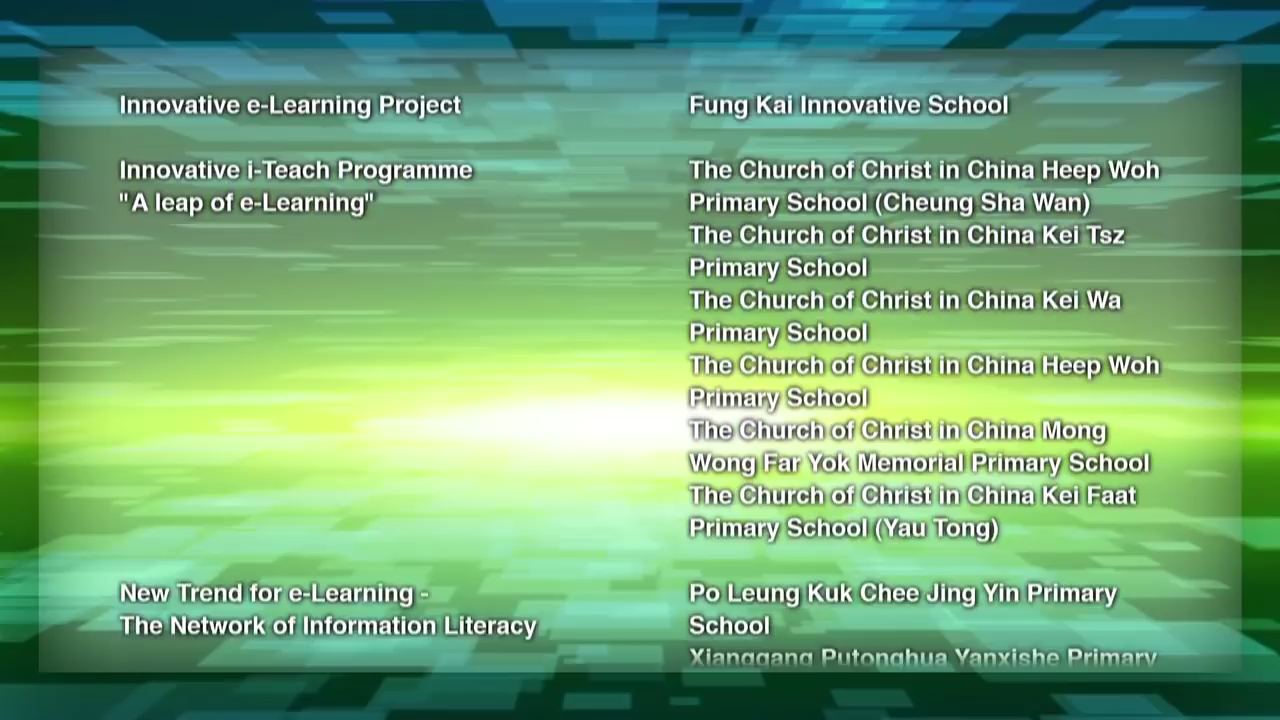 Innovative e-Learning Project
Fung Kai Innovative School
Innovative i-Teach Programme
"A leap of e-Learning"
The Church of Christ in China Heep Woh
Primary School (Cheung Sha Wan)
The Church of Christ in China Kei Tsz
Primary School
The Church of Christ in China Kei Wa
Primary School
The Church of Christ in China Heep Woh
Primary School
The Church of Christ in China Mong
Wong Far Yok Memorial Primary School
The Church of Christ in China Kei Faat
Primary School (Yau Tong)
New Trend for e-Learning -
The Network of Information Literacy
Po Leung Kuk Chee Jing Yin Primary
School
Xianggang Putonghua Yanxishe Primary